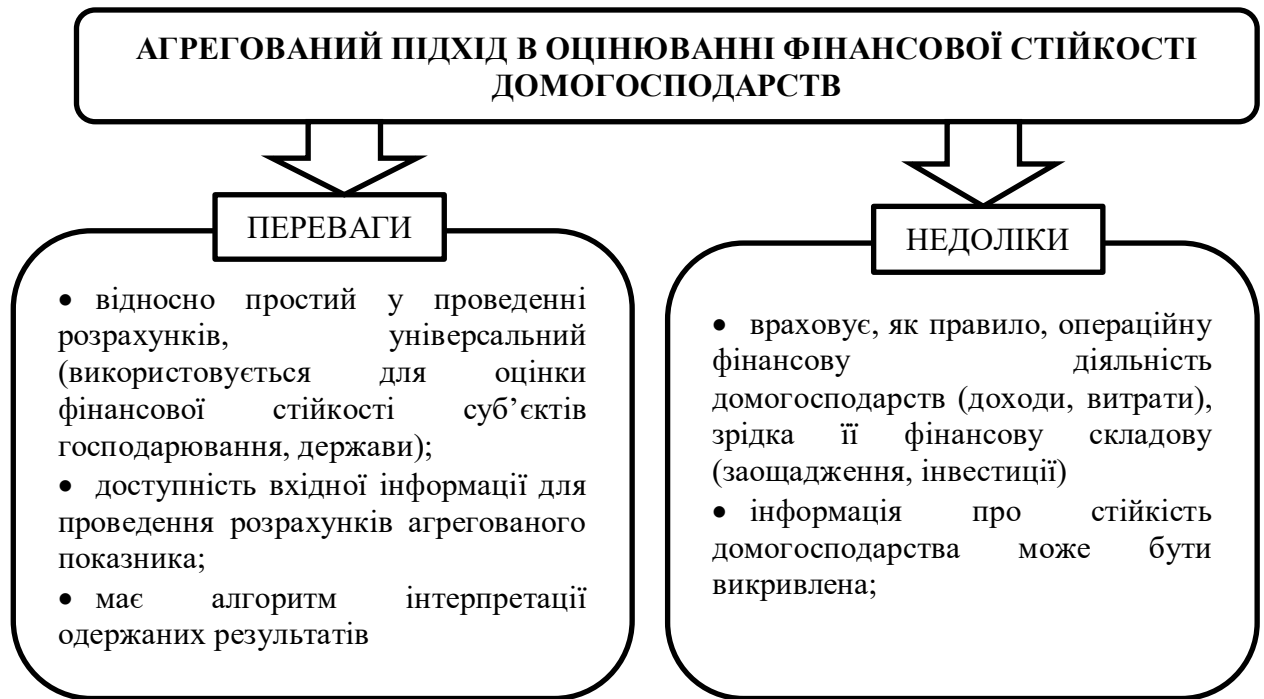 АГРЕГОВАНИЙ ПІДХІД В ОЦІНЮВАННІ ФІНАНСОВОЇ СТІЙКОСТІ
ДОМОГОСПОДАРСТВ
ПЕРЕВАГИ
• відносно простий у проведенні
розрахунків, універсальний
(використовується для оцінки
фінансової стійкості суб’єктів
господарювання, держави);
• доступність вхідної інформації для
проведення розрахунків агрегованого
показника;
• має алгоритм інтерпретації
одержаних результатів
НЕДОЛІКИ
• враховує, як правило, операційну
фінансову діяльність
домогосподарств (доходи, витрати),
зрідка її фінансову складову
(заощадження, інвестиції)
• інформація про стійкість
домогосподарства може бути
викривлена;